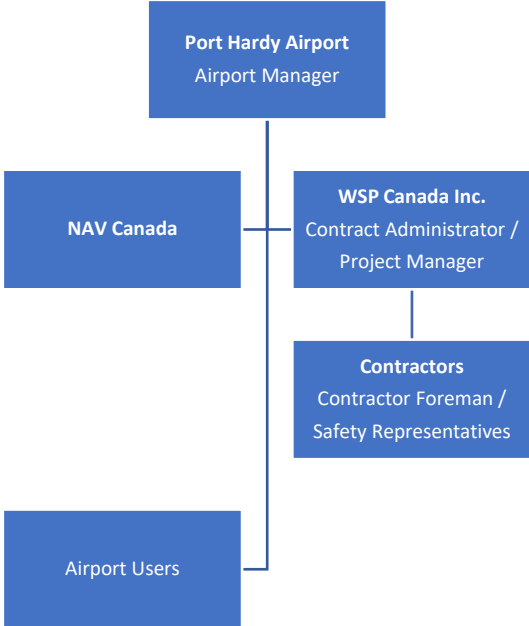 Port Hardy Airport
Airport Manager
NAV Canada
WSP Canada Inc.
Contract Administrator /
Project Manager
Contractors
Contractor Foreman /
Safety Representatives
Airport Users